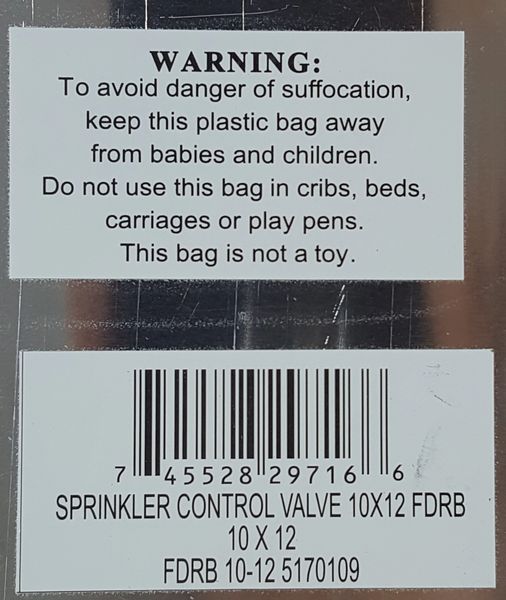 WARNING:
To avoid danger of suffocation,
keep this plastic bag away
from babies and children.
Do not use this bag in cribs, beds,
carriages or play pens.
This bag is not a toy.
7 45528 29716 6
SPRINKLER CONTROL VALVE 10X12 FDRB
10 X 12
FDRB 10-12 5170109